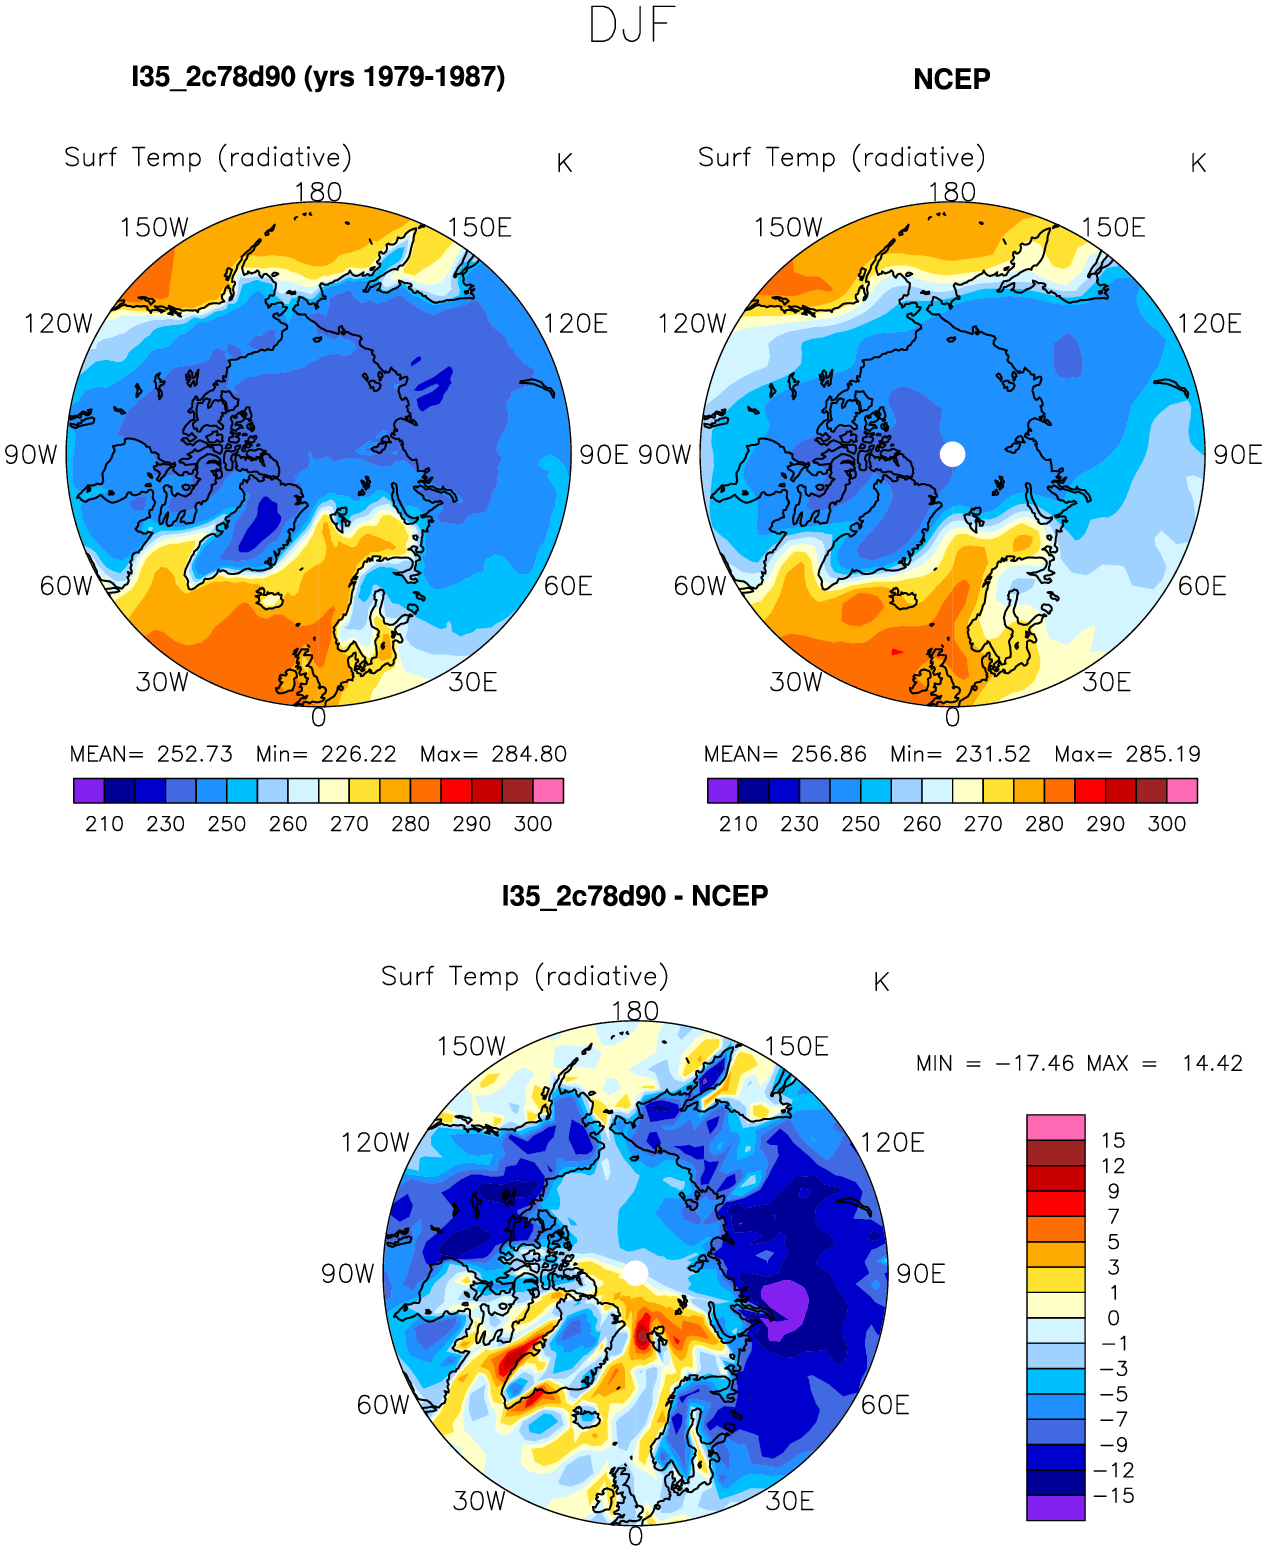 DJF
I35_2c78d90 (yrs 1979-1987)
NCEP
Surf Temp (radiative) K
Surf Temp (radiative) K
180
180
150W 150E
150W 150E
120W 120E
120W 120E
90W 90E
90W 90E
60W 60E
60W 60E
30W 30E
30W 30E
0
0
MEAN= 252.73 Min= 226.22 Max= 284.80
MEAN= 256.86 Min= 231.52 Max= 285.19
210 230 250 260 270 280 290 300
210 230 250 260 270 280 290 300
I35_2c78d90 - NCEP
Surf Temp (radiative) K
180
150W 150E
MIN = −17.46 MAX = 14.42
120W 120E
90W 90E
60W 60E
30W 30E
0
15
12
9
7
5
3
1
0
−1
−3
−5
−7
−9
−12
−15